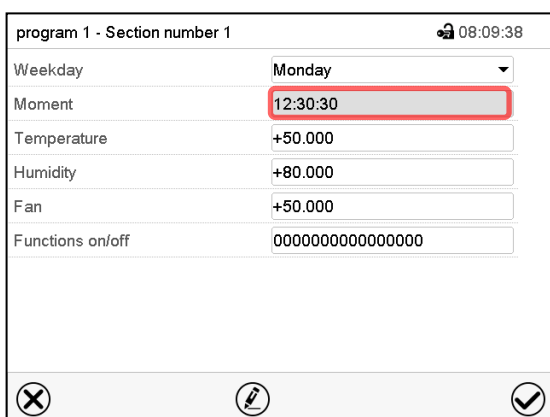 program 1 - Section number 1 08:09:38
Weekday Monday
Moment 12:30:30
Temperature +50.000
Humidity +80.000
Fan +50.000
Functions on/off 0000000000000000